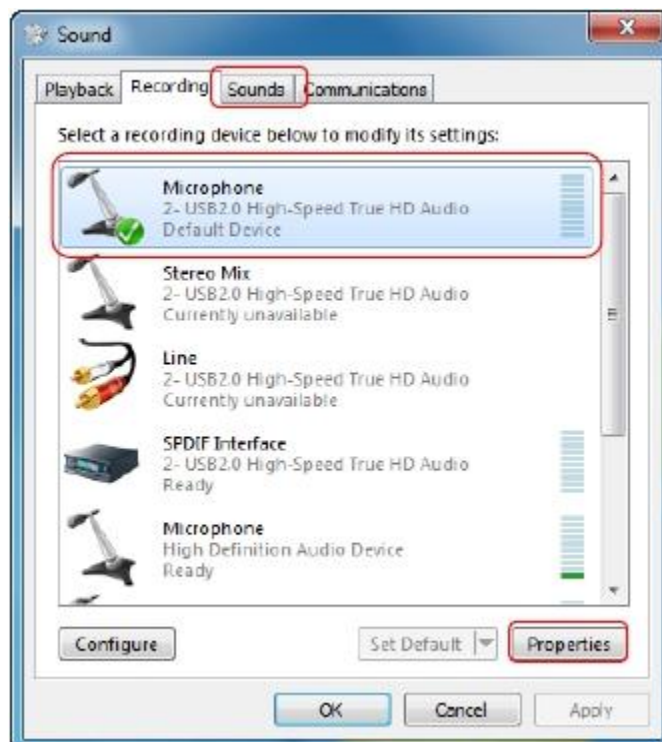 Sound
Playback Recording Sounds Communications
Select a recording device below to modify its settings:
Microphone
2- USB2.0 High-Speed True HD Audio
Default Device
Stereo Mix
2- USB2.0 High-Speed True HD Audio
Currently unavailable
Line
2- USB2.0 High-Speed True HD Audio
Currently unavailable
SPDIF Interface
2- USB2.0 High-Speed True HD Audio
Ready
Microphone
High Definition Audio Device
Ready
Configure Set Default Properties
OK Cancel Apply